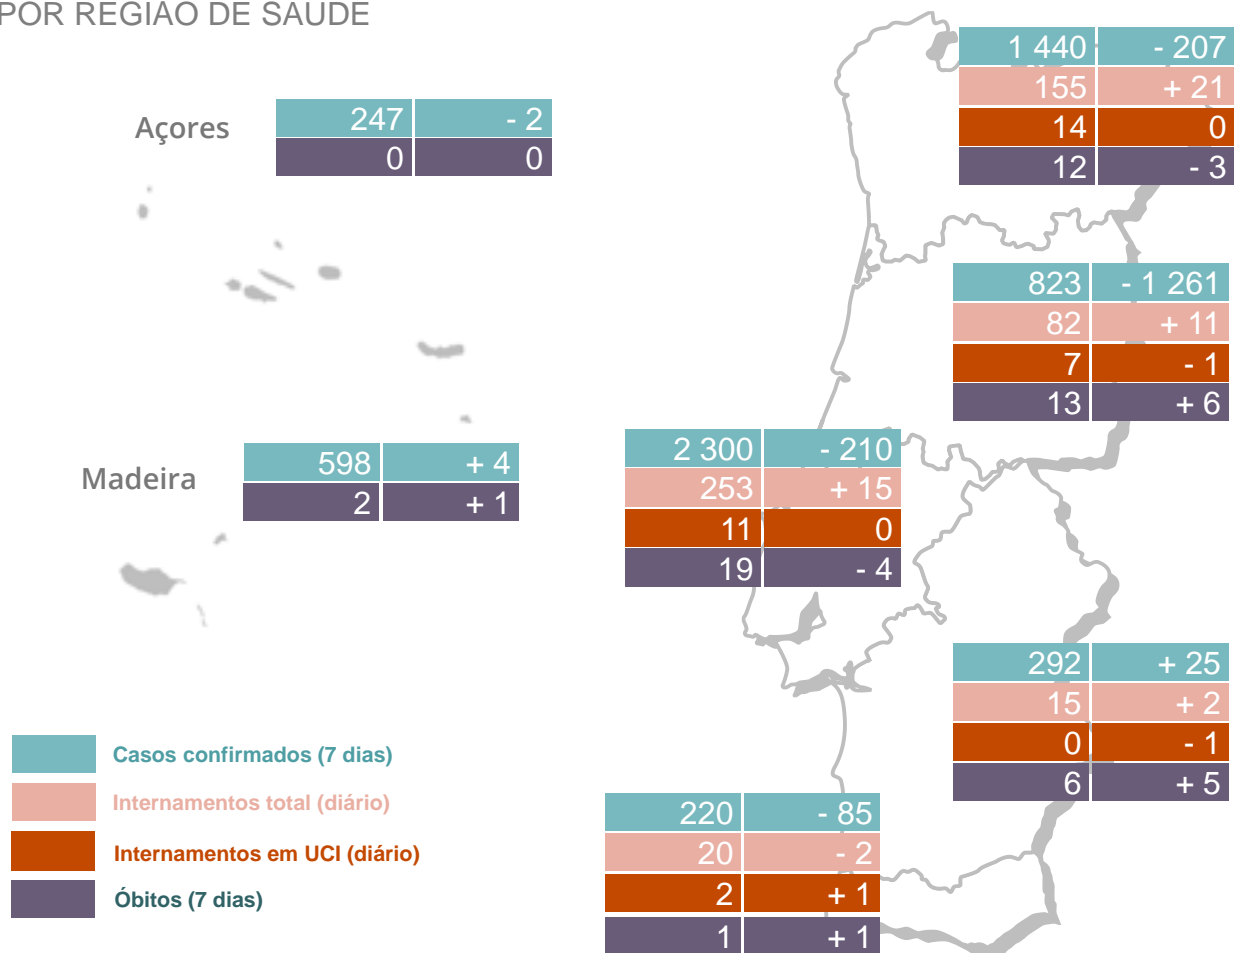 POR REGIÃO DE SAÚDE
1 440 - 207
155 + 21
14 0
12 - 3
Açores
247 - 2
0 0
823 - 1 261
82 + 11
7 - 1
13 + 6
Madeira
598 + 4
2 + 1
2 300 - 210
253 + 15
11 0
19 - 4
292 + 25
15 + 2
0 - 1
6 + 5
220 - 85
20 - 2
2 + 1
1 + 1
Casos confirmados (7 dias)
Internamentos total (diário)
Internamentos em UCI (diário)
Óbitos (7 dias)